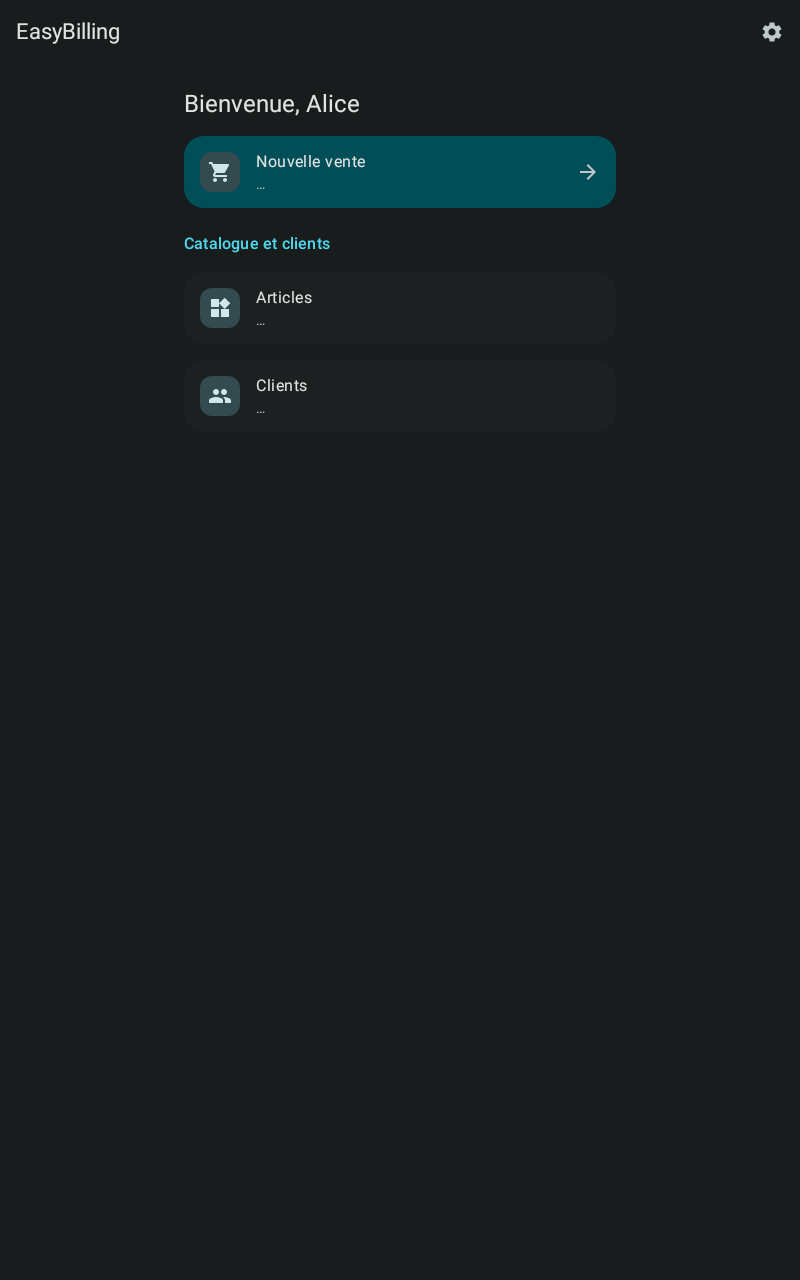 EasyBilling
Bienvenue, Alice
Nouvelle vente
…
Catalogue et clients
Articles
…
Clients
…